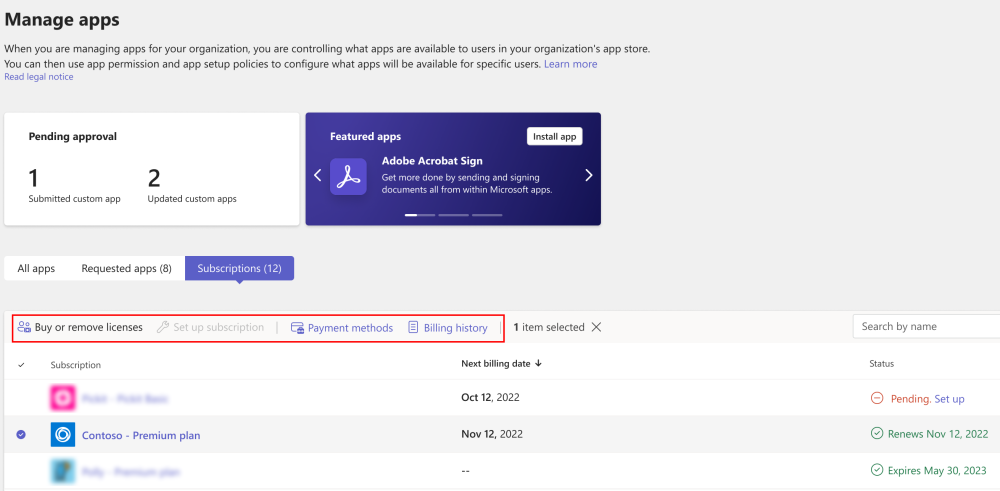 Manage apps
When you are managing apps for your organization, you are controlling what apps are available to users in your organization's app store.
You can then use app permission and app setup policies to configure what apps will be available for specific users. Learn more
Read legal notice
Pending approval
1
Submitted custom app
2
Updated custom apps
Featured apps
Install app
Adobe Acrobat Sign
Get more done by sending and signing
documents all from within Microsoft apps.
All apps
Requested apps (8)
Subscriptions (12)
Buy or remove licenses
Set up subscription
Payment methods
Billing history
1 item selected
Search by name
Subscription
Next billing date
Status
Oct 12, 2022
Pending. Set up
Contoso - Premium plan
Nov 12, 2022
Renews Nov 12, 2022
--
Expires May 30, 2023